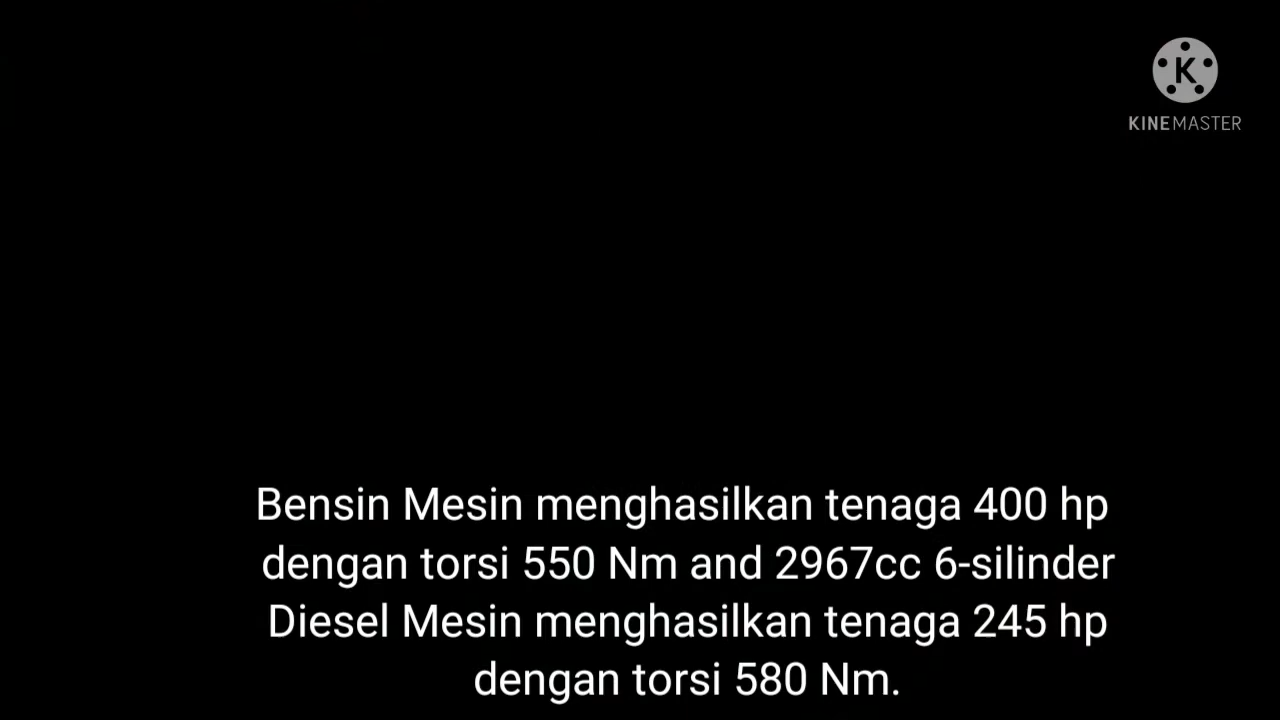 KINEMASTER
Bensin Mesin menghasilkan tenaga 400 hp
dengan torsi 550 Nm and 2967cc 6-silinder
Diesel Mesin menghasilkan tenaga 245 hp
dengan torsi 580 Nm.